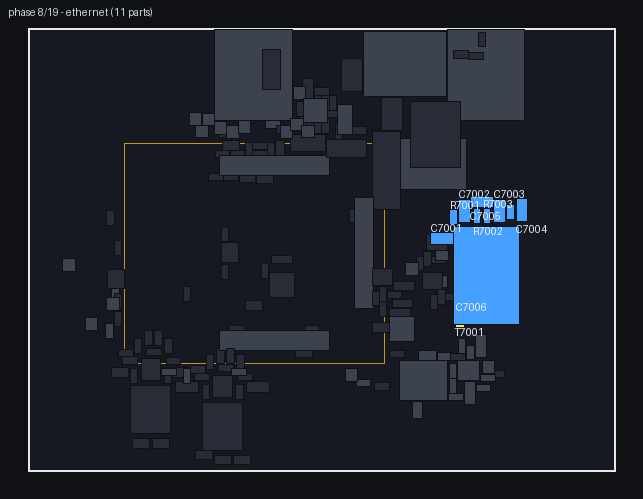 phase 8/19 - ethernet (11 parts)
C7002 C7003
R7001 R7003
C7005
C7001 R7002 C7004
C7006
T7001